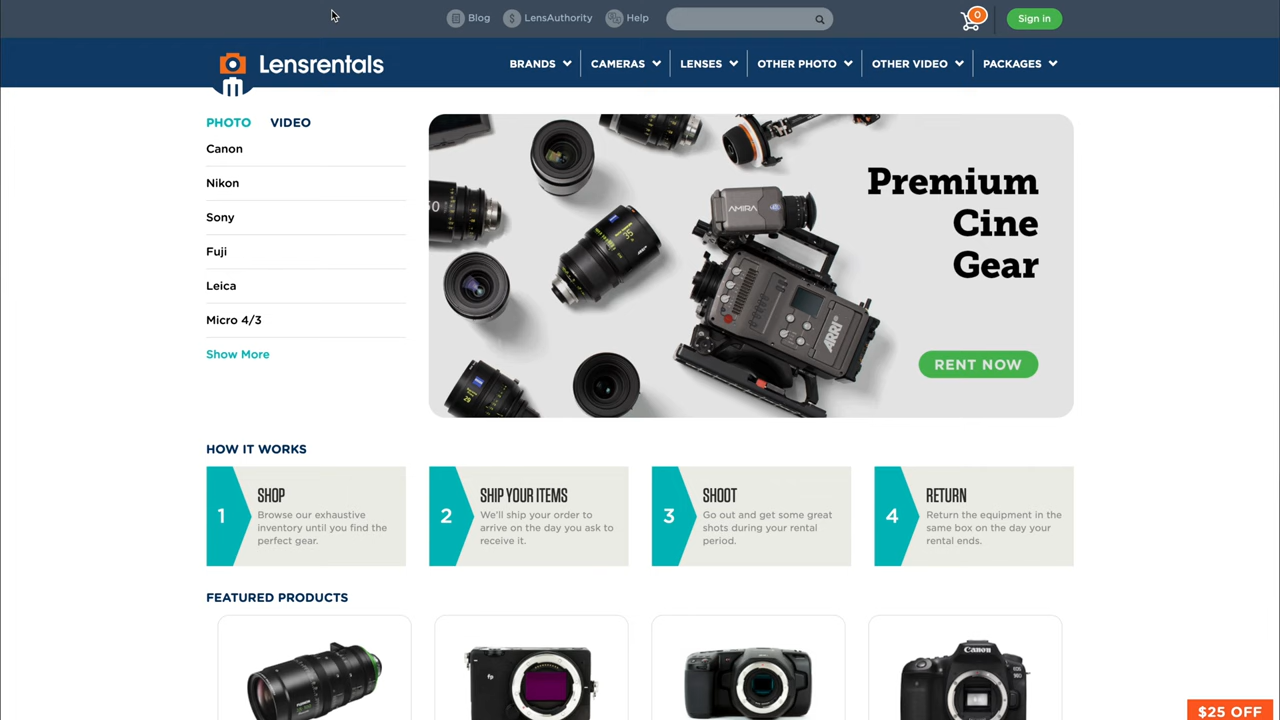 Blog
LensAuthority
Help
0
Sign in
Lensrentals
BRANDS
CAMERAS
LENSES
OTHER PHOTO
OTHER VIDEO
PACKAGES
PHOTO
VIDEO
Canon
Nikon
Sony
Fuji
Leica
Micro 4/3
Show More
AMIRA
ARRI
Premium
Cine
Gear
RENT NOW
HOW IT WORKS
1
SHOP
Browse our exhaustive
inventory until you find the
perfect gear.
2
SHIP YOUR ITEMS
We'll ship your order to
arrive on the day you ask to
receive it.
3
SHOOT
Go out and get some great
shots during your rental
period.
4
RETURN
Return the equipment in the
same box on the day your
rental ends.
FEATURED PRODUCTS
fp
Canon
$25 OFF